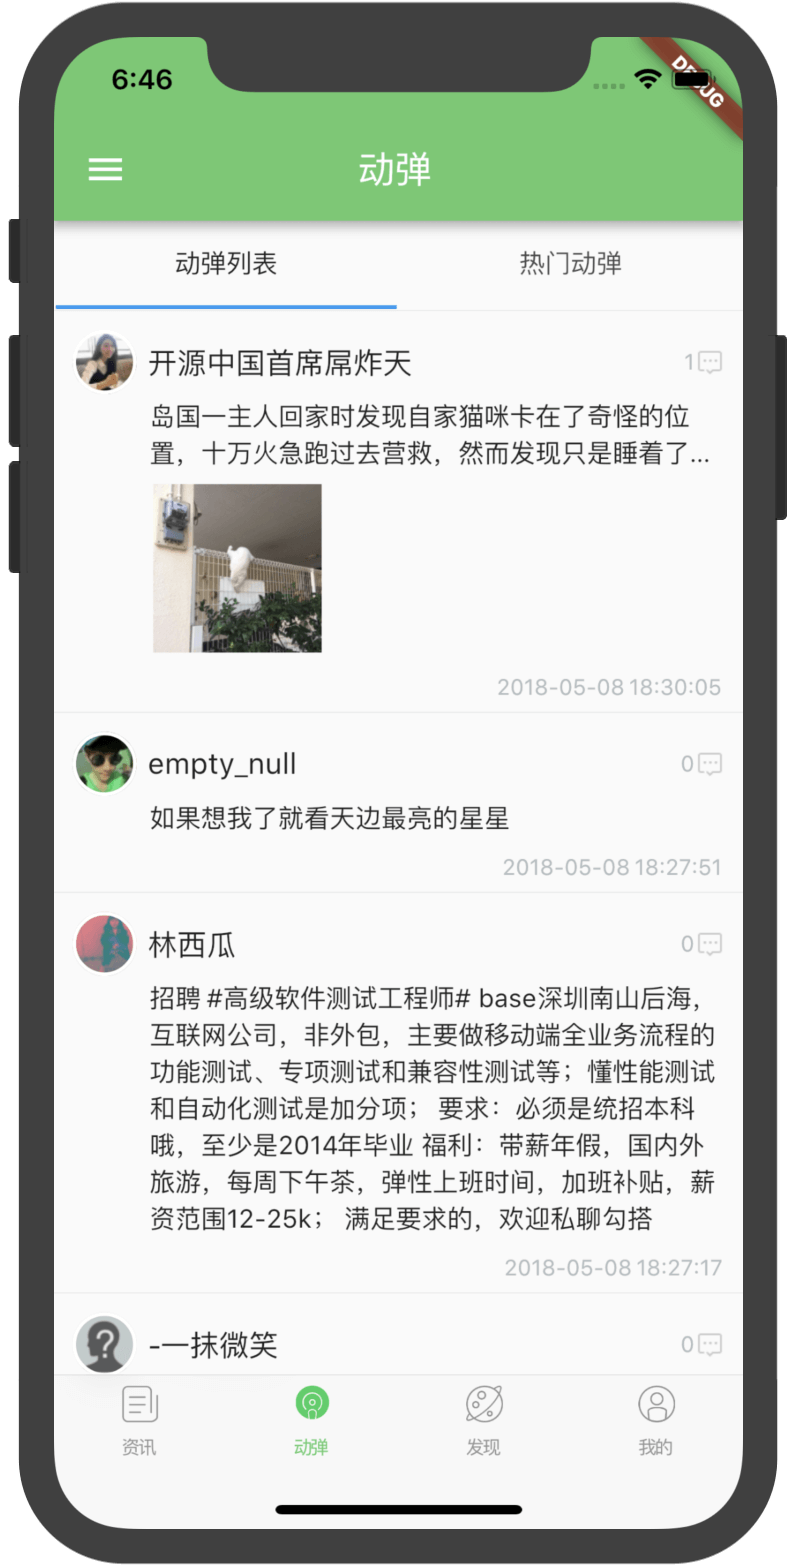 6:46
DEBUG
动弹
动弹列表
热门动弹
开源中国首席屌炸天
1
岛国一主人回家时发现自家猫咪卡在了奇怪的位
置，十万火急跑过去营救，然而发现只是睡着了...
2018-05-08 18:30:05
empty_null
0
如果想我了就看天边最亮的星星
2018-05-08 18:27:51
林西瓜
0
招聘 #高级软件测试工程师# base深圳南山后海，
互联网公司，非外包，主要做移动端全业务流程的
功能测试、专项测试和兼容性测试等；懂性能测试
和自动化测试是加分项； 要求：必须是统招本科
哦，至少是2014年毕业 福利：带薪年假，国内外
旅游，每周下午茶，弹性上班时间，加班补贴，薪
资范围12-25k； 满足要求的，欢迎私聊勾搭
2018-05-08 18:27:17
-一抹微笑
0
资讯
动弹
发现
我的